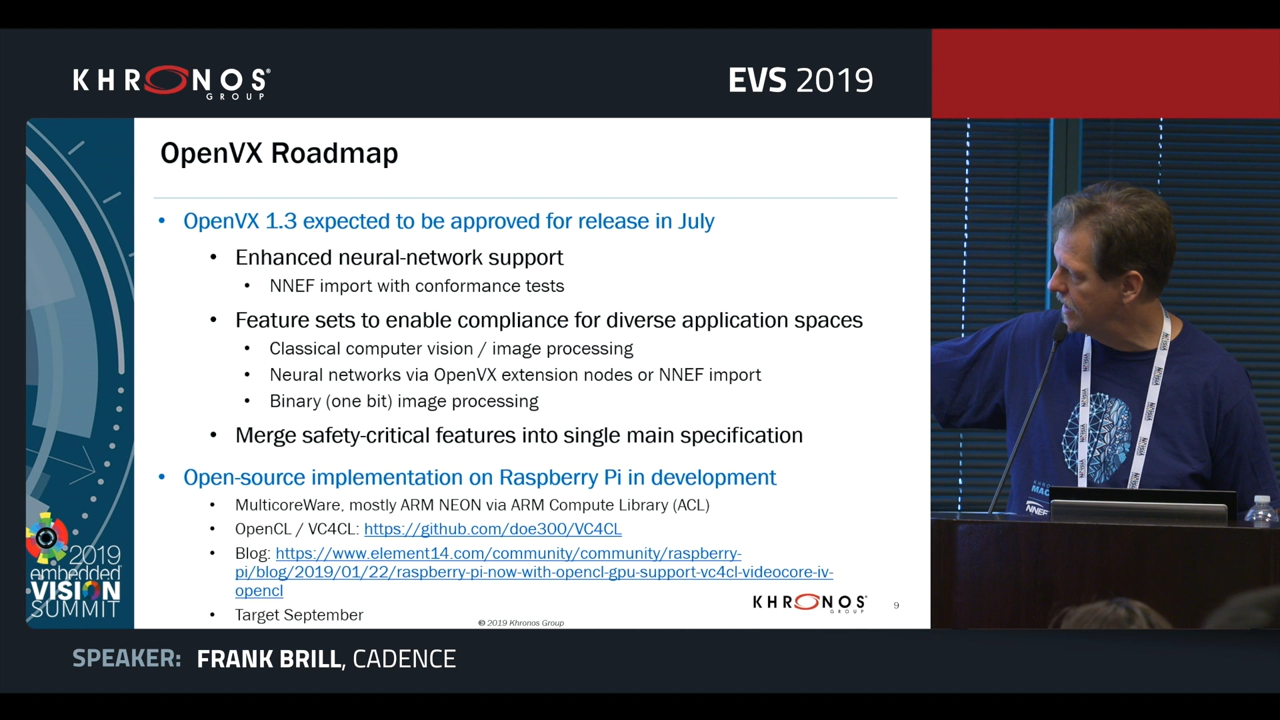 KHRONOS
GROUP
EVS 2019
OpenVX Roadmap
• OpenVX 1.3 expected to be approved for release in July
• Enhanced neural-network support
• NNEF import with conformance tests
• Feature sets to enable compliance for diverse application spaces
• Classical computer vision / image processing
• Neural networks via OpenVX extension nodes or NNEF import
• Binary (one bit) image processing
• Merge safety-critical features into single main specification
• Open-source implementation on Raspberry Pi in development
• MulticoreWare, mostly ARM NEON via ARM Compute Library (ACL)
• OpenCL / VC4CL: https://github.com/doe300/VC4CL
• Blog: https://www.element14.com/community/community/raspberry-
pi/blog/2019/01/22/raspberry-pi-now-with-opencl-gpu-support-vc4cl-videocore-iv-
opencl
• Target September
KHRONOS
GROUP
9
© 2019 Khronos Group
2019
embedded
VISION
SUMMIT
NNEF
SPEAKER: FRANK BRILL, CADENCE